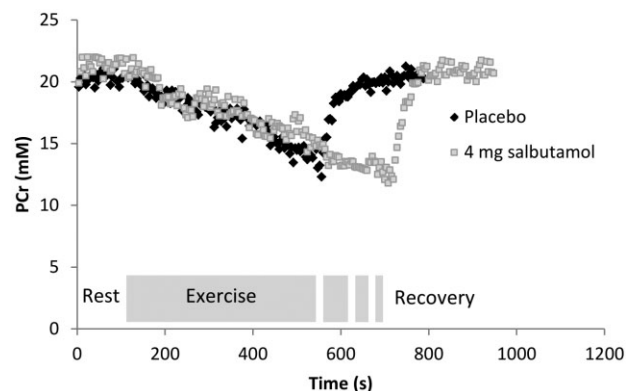 25
20
15
10
5
0
PCr (mM)
Placebo
4 mg salbutamol
Rest
Exercise
Recovery
0 200 400 600 800 1000 1200
Time (s)